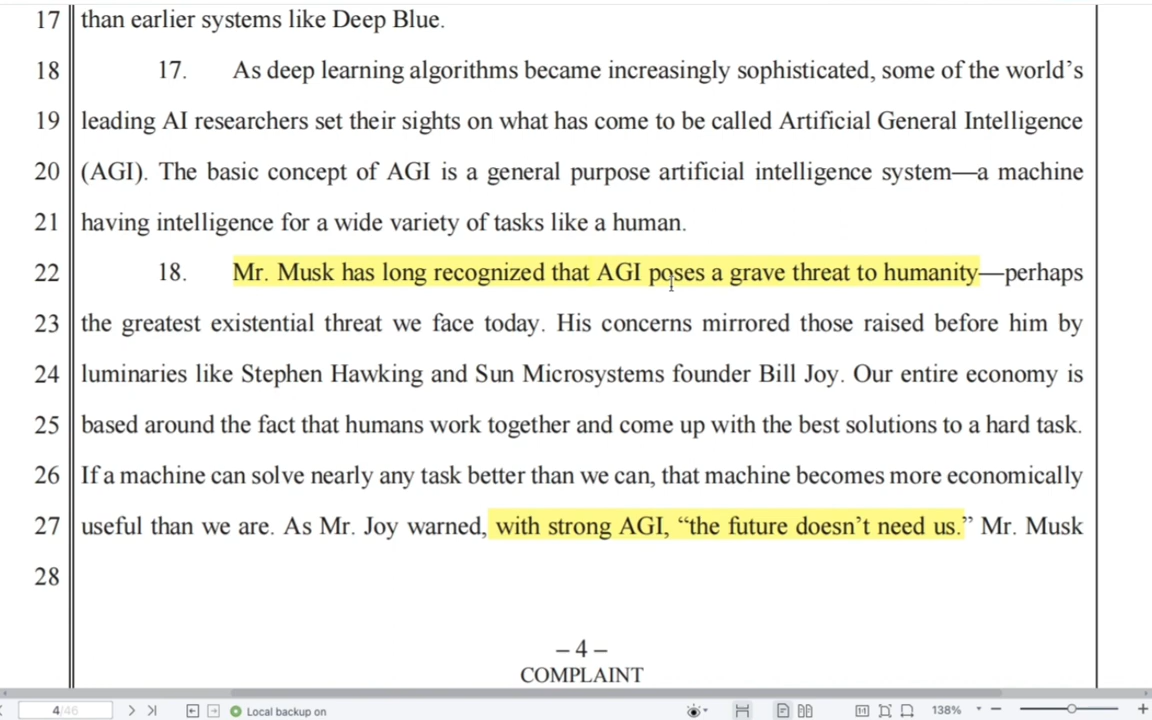 17 than earlier systems like Deep Blue.
18 17. As deep learning algorithms became increasingly sophisticated, some of the world’s
19 leading AI researchers set their sights on what has come to be called Artificial General Intelligence
20 (AGI). The basic concept of AGI is a general purpose artificial intelligence system—a machine
21 having intelligence for a wide variety of tasks like a human.
22 18. Mr. Musk has long recognized that AGI poses a grave threat to humanity—perhaps
23 the greatest existential threat we face today. His concerns mirrored those raised before him by
24 luminaries like Stephen Hawking and Sun Microsystems founder Bill Joy. Our entire economy is
25 based around the fact that humans work together and come up with the best solutions to a hard task.
26 If a machine can solve nearly any task better than we can, that machine becomes more economically
27 useful than we are. As Mr. Joy warned, with strong AGI, “the future doesn’t need us.” Mr. Musk
28
– 4 –
COMPLAINT
4/46 Local backup on 138%